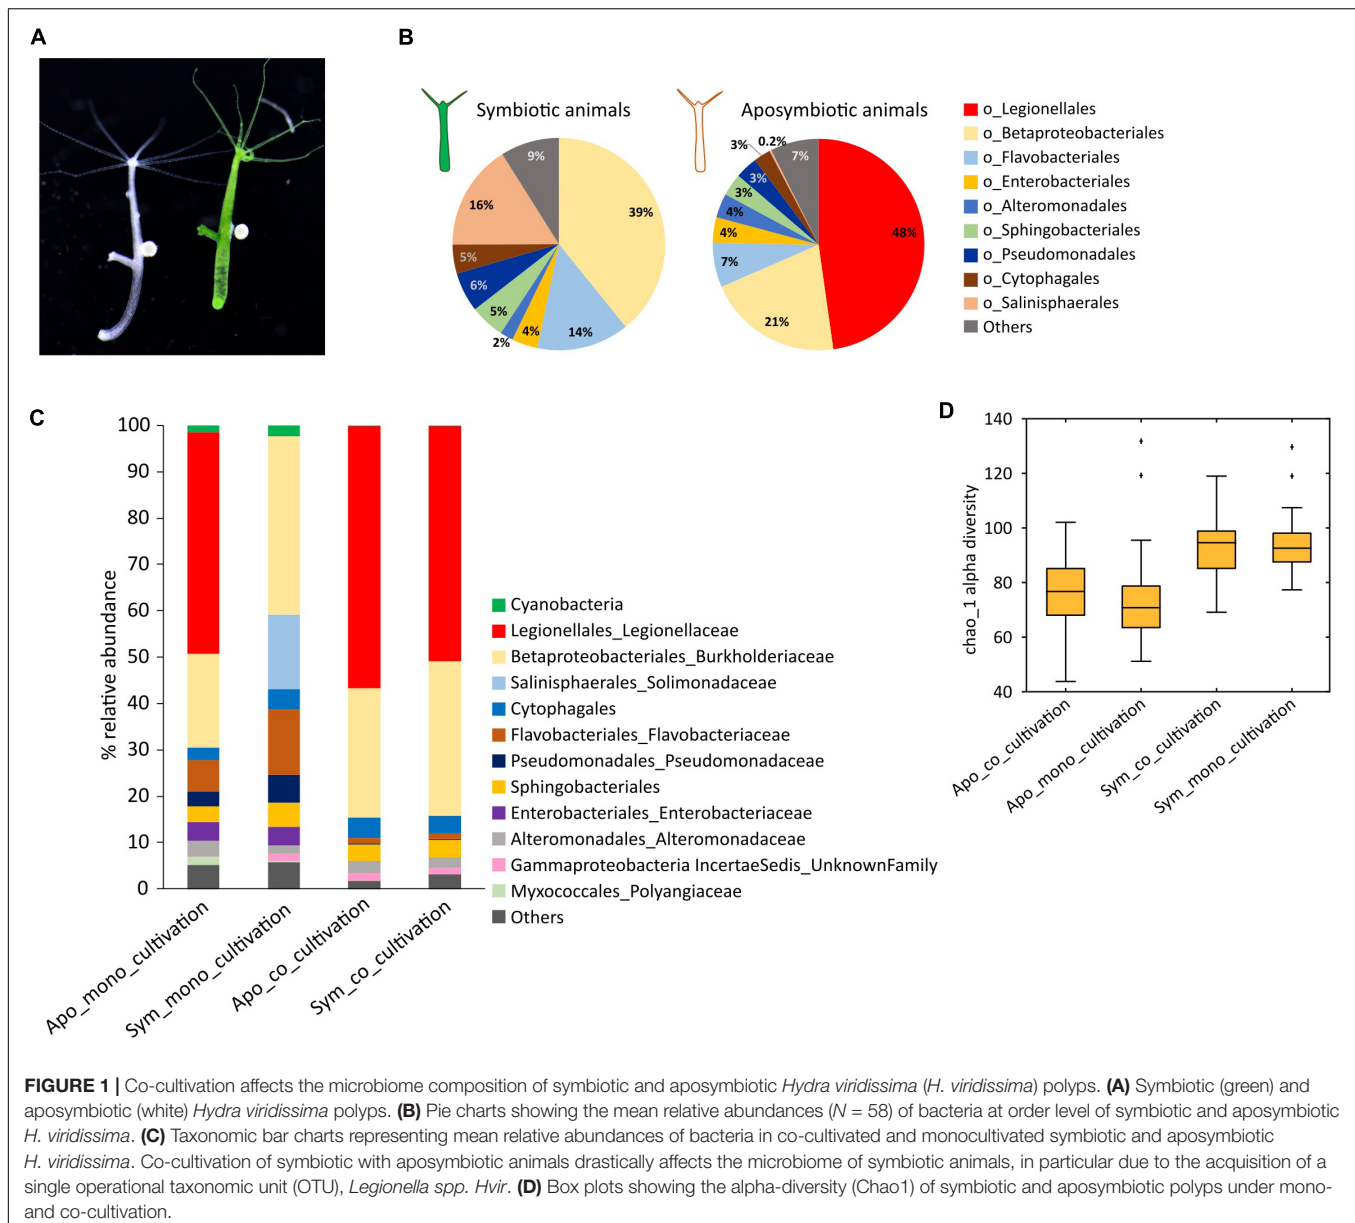 A
B
Symbiotic animals
9%
39%
16%
5%
6%
5%
2%
4%
14%
Aposymbiotic animals
3%
0.2%
7%
3%
3%
4%
4%
7%
21%
48%
o_Legionellales
o_Betaproteobacteriales
o_Flavobacteriales
o_Enterobacteriales
o_Alteromonadales
o_Sphingobacteriales
o_Pseudomonadales
o_Cytophagales
o_Salinisphaerales
Others
C
% relative abundance
100
90
80
70
60
50
40
30
20
10
0
Apo_mono_cultivation
Sym_mono_cultivation
Apo_co_cultivation
Sym_co_cultivation
Cyanobacteria
Legionellales_Legionellaceae
Betaproteobacteriales_Burkholderiaceae
Salinisphaerales_Solimonadaceae
Cytophagales
Flavobacteriales_Flavobacteriaceae
Pseudomonadales_Pseudomonadaceae
Sphingobacteriales
Enterobacteriales_Enterobacteriaceae
Alteromonadales_Alteromonadaceae
Gammaproteobacteria IncertaeSedis_UnknownFamily
Myxococcales_Polyangiaceae
Others
D
chao_1 alpha diversity
140
120
100
80
60
40
Apo_co_cultivation
Apo_mono_cultivation
Sym_co_cultivation
Sym_mono_cultivation
FIGURE 1 | Co-cultivation affects the microbiome composition of symbiotic and aposymbiotic Hydra viridissima (H. viridissima) polyps. (A) Symbiotic (green) and
aposymbiotic (white) Hydra viridissima polyps. (B) Pie charts showing the mean relative abundances (N = 58) of bacteria at order level of symbiotic and aposymbiotic
H. viridissima. (C) Taxonomic bar charts representing mean relative abundances of bacteria in co-cultivated and monocultivated symbiotic and aposymbiotic
H. viridissima. Co-cultivation of symbiotic with aposymbiotic animals drastically affects the microbiome of symbiotic animals, in particular due to the acquisition of a
single operational taxonomic unit (OTU), Legionella spp. Hvir. (D) Box plots showing the alpha-diversity (Chao1) of symbiotic and aposymbiotic polyps under mono-
and co-cultivation.